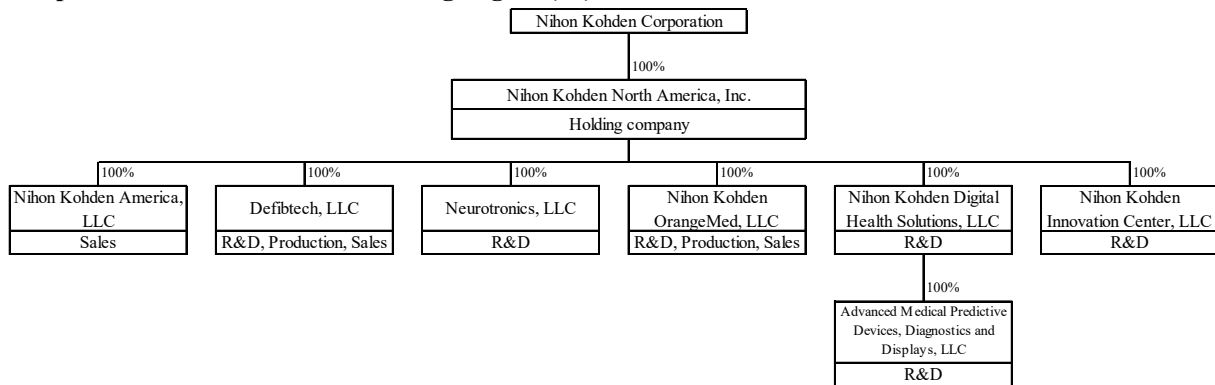 Nihon Kohden Corporation
100%
Nihon Kohden North America, Inc.
Holding company
100%
100%
100%
100%
100%
100%
Nihon Kohden America,
LLC
Sales
Defibtech, LLC
R&D, Production, Sales
Neurotronics, LLC
R&D
Nihon Kohden
OrangeMed, LLC
R&D, Production, Sales
Nihon Kohden Digital
Health Solutions, LLC
R&D
Nihon Kohden
Innovation Center, LLC
R&D
100%
Advanced Medical Predictive
Devices, Diagnostics and
Displays, LLC
R&D